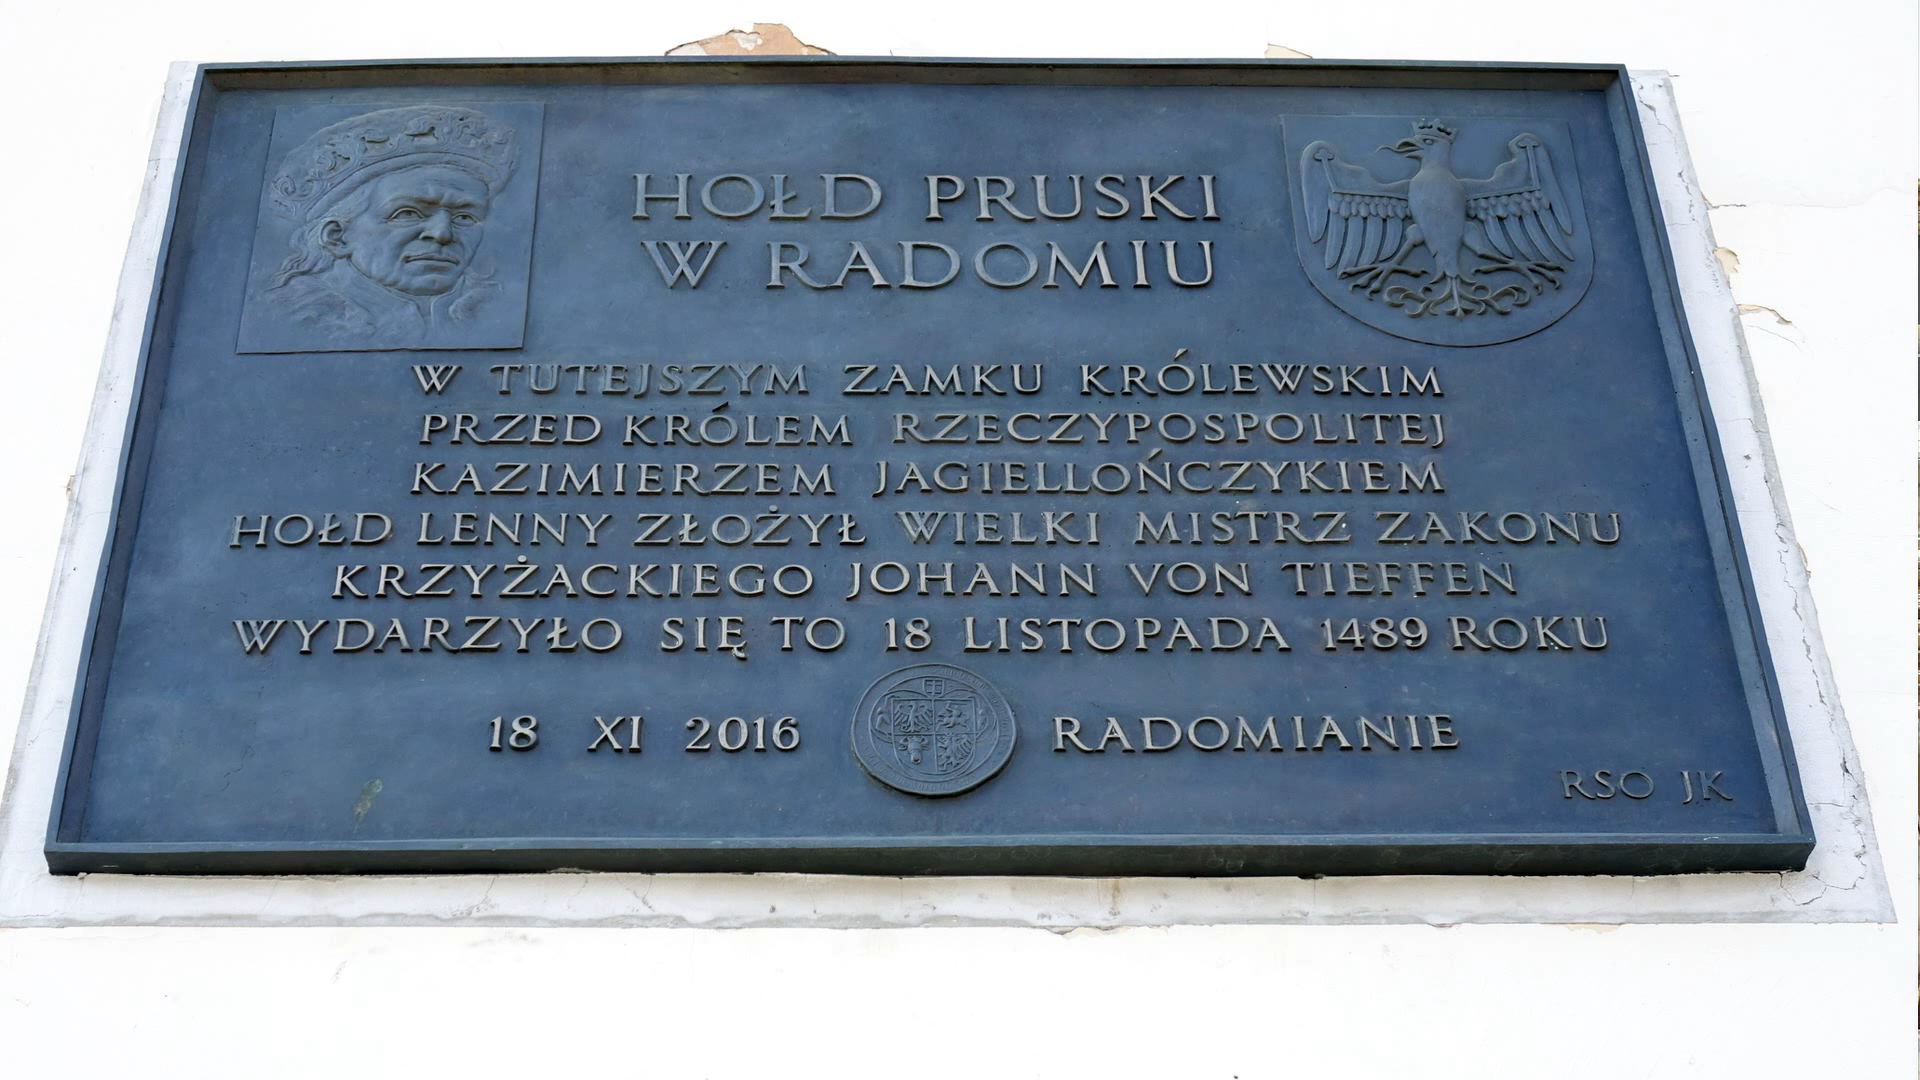 HOŁD PRUSKI
W RADOMIU
W TUTEJSZYM ZAMKU KRÓLEWSKIM
PRZED KRÓLEM RZECZYPOSPOLITEJ
KAZIMIERZEM JAGIELLOŃCZYKIEM
HOŁD LENNY ZŁOŻYŁ WIELKI MISTRZ ZAKONU
KRZYŻACKIEGO JOHANN VON TIEFFEN
WYDARZYŁO SIĘ TO 18 LISTOPADA 1489 ROKU
18 XI 2016 RADOMIANIE
RSO JK